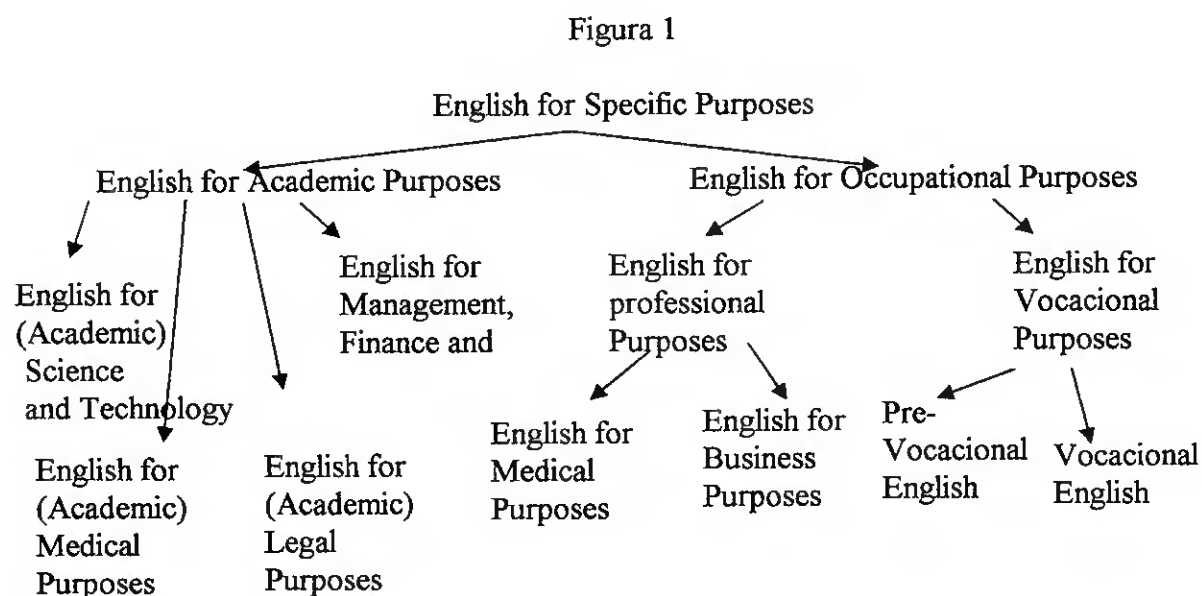 Figura 1
English for Specific Purposes
English for Academic Purposes
English for Occupational Purposes
English for
(Academic)
Science
and Technology
English for
Management,
Finance and
English for
professional
Purposes
English for
Vocacional
Purposes
English for
(Academic)
Medical
Purposes
English for
(Academic)
Legal
Purposes
English for
Medical
Purposes
English for
Business
Purposes
Pre-
Vocacional
English
Vocacional
English